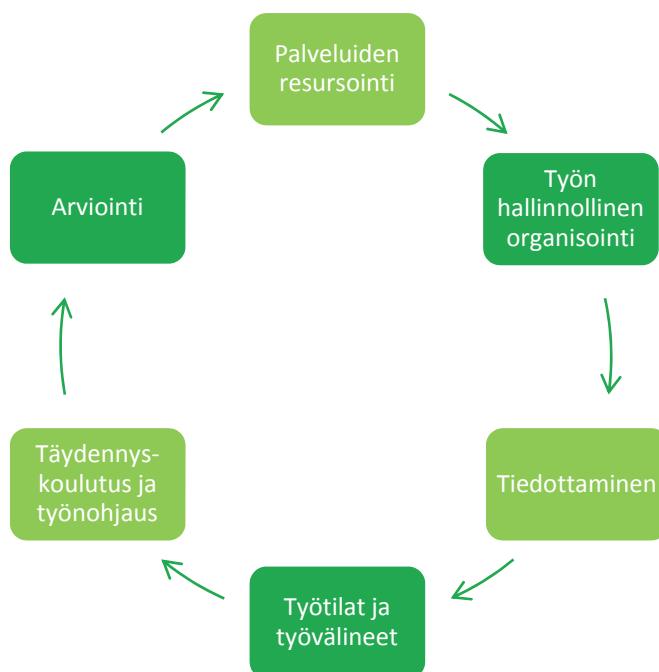 Palveluiden
resursointi
Työn
hallinnollinen
organisointi
Tiedottaminen
Työtilat ja
työvälineet
Täydennys-
koulutus ja
työnohjaus
Arviointi